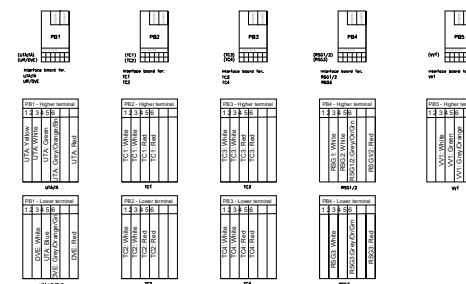 PB1
PB2
PB3
PB4
PB5
(UTA/tA)
(UR/DVE)
(TC1)
(TC2)
(TC3)
(TC4)
(RSG1/2)
(RSG3)
(VV1)
Interface board for:
UTA/tA
UR/DVE
Interface board for:
TC1
TC2
Interface board for:
TC3
TC4
Interface board for:
RSG1/2
RSG3
Interface board for:
VV1
PB1 - Higher terminal
1 2 3 4 5 6
UTA: Yellow
UTA: White
UTA: Green
UTA: Grey/Orange/Bn
UTA: Red
UTA/tA
PB2 - Higher terminal
1 2 3 4 5 6
TC1: White
TC1: White
TC1: Red
TC1: Red
TC1
PB3 - Higher terminal
1 2 3 4 5 6
TC3: White
TC3: White
TC3: Red
TC3: Red
TC3
PB4 - Higher terminal
1 2 3 4 5 6
RSG1: White
RSG2: White
RSG1/2: Grey/Or/Grn
RSG1/2: Red
RSG1/2
PB5 - Higher
1 2 3 4
VV1: White
VV1: Green
VV1: Grey/Orange
VV1
PB1 - Lower terminal
1 2 3 4 5 6
DVE: White
UTA: Blue
DVE: Grey/Orange/Grn
DVE: Red
PB2 - Lower terminal
1 2 3 4 5 6
TC2: White
TC2: White
TC2: Red
TC2: Red
TC2
PB3 - Lower terminal
1 2 3 4 5 6
TC4: White
TC4: White
TC4: Red
TC4: Red
TC4
PB4 - Lower terminal
1 2 3 4 5 6
RSG3: White
RSG3: Grey/Or/Grn
RSG3: Red
RSG3